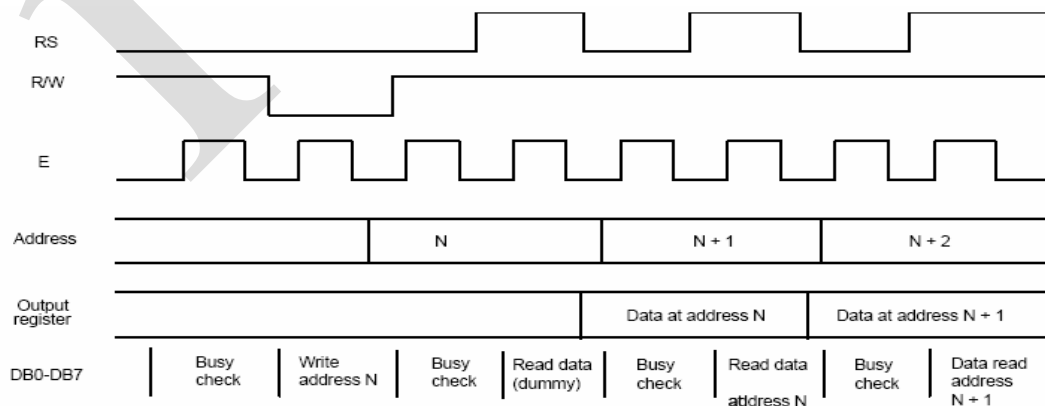 RS
R/W
E
Address
N
N + 1
N + 2
Output
register
Data at address N
Data at address N + 1
DB0-DB7
Busy
check
Write
address N
Busy
check
Read data
(dummy)
Busy
check
Read data
address N
Busy
check
Data read
address
N + 1